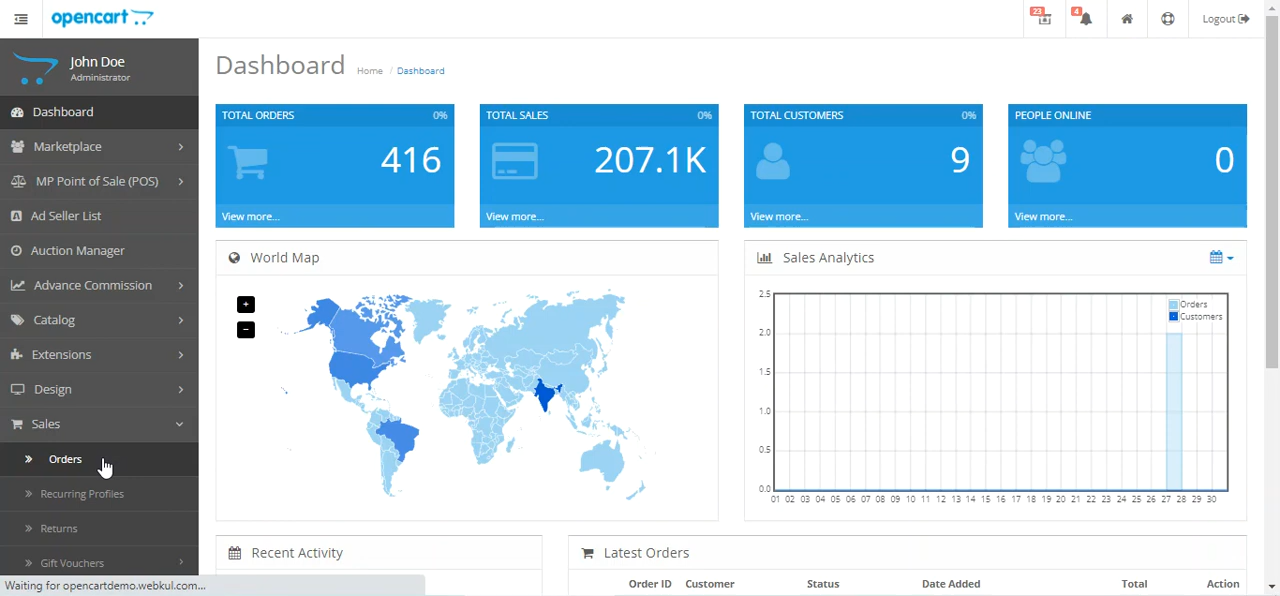 opencart
23
4
Logout
John Doe
Administrator
Dashboard
Marketplace
MP Point of Sale (POS)
Ad Seller List
Auction Manager
Advance Commission
Catalog
Extensions
Design
Sales
Orders
Recurring Profiles
Returns
Gift Vouchers
Waiting for opencartdemo.webkul.com...
Dashboard Home / Dashboard
TOTAL ORDERS 0%
416
View more...
TOTAL SALES 0%
207.1K
View more...
TOTAL CUSTOMERS 0%
9
View more...
PEOPLE ONLINE
0
View more...
World Map
+
−
Sales Analytics
Orders
Customers
2.5
2.0
1.5
1.0
0.5
0.0
01 02 03 04 05 06 07 08 09 10 11 12 13 14 15 16 17 18 19 20 21 22 23 24 25 26 27 28 29 30
Recent Activity
Latest Orders
Order ID Customer Status Date Added Total Action